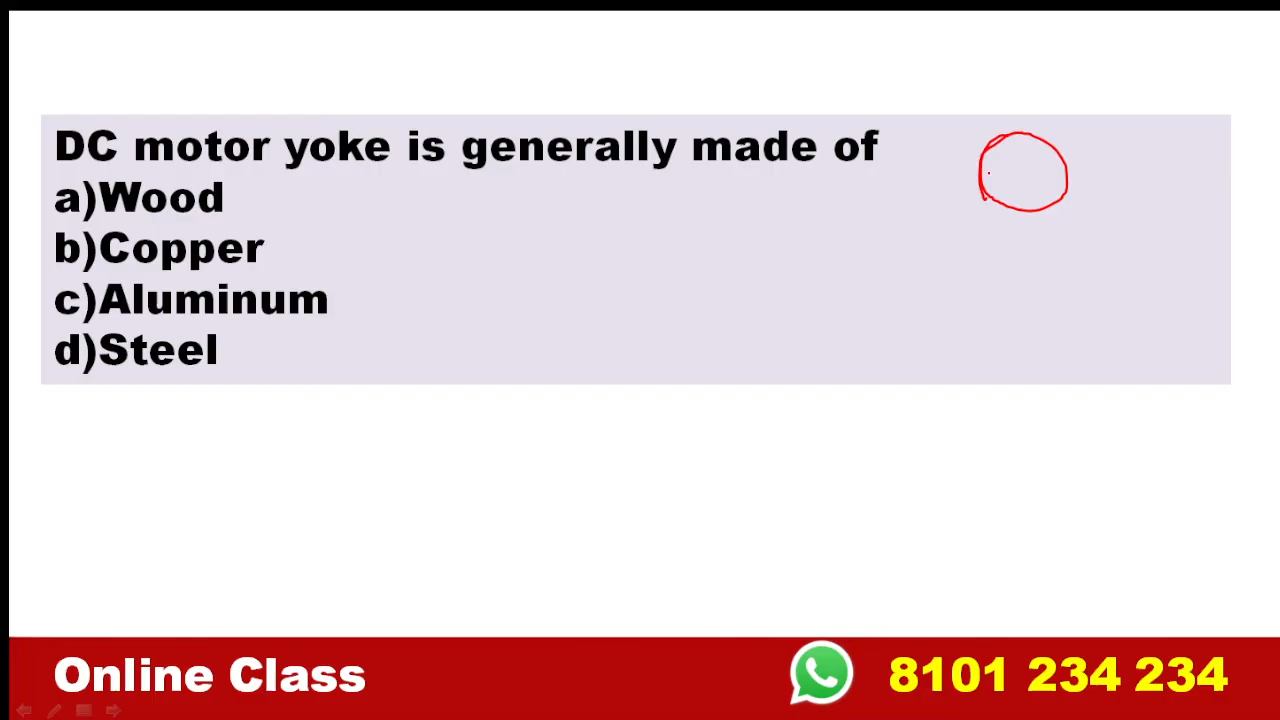 DC motor yoke is generally made of
a)Wood
b)Copper
c)Aluminum
d)Steel
Online Class
8101 234 234